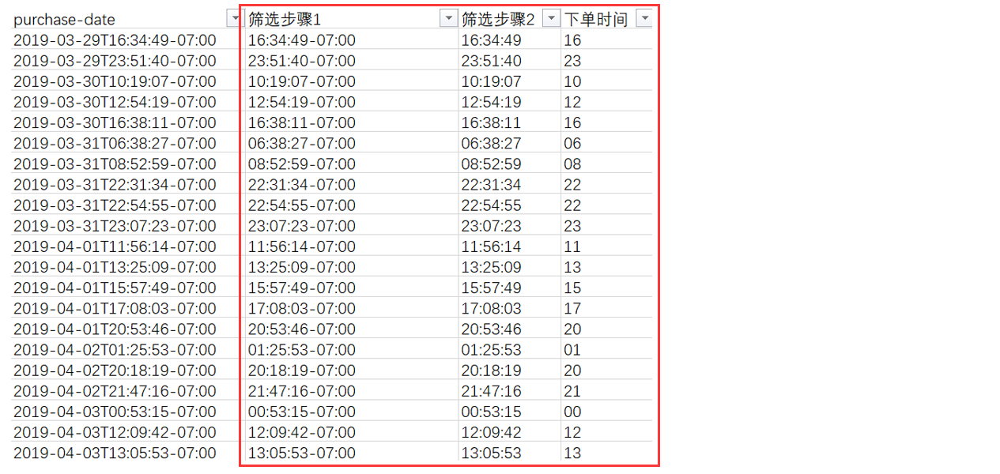 purchase-date 筛选步骤1 筛选步骤2 下单时间
2019-03-29T16:34:49-07:00 16:34:49-07:00 16:34:49 16
2019-03-29T23:51:40-07:00 23:51:40-07:00 23:51:40 23
2019-03-30T10:19:07-07:00 10:19:07-07:00 10:19:07 10
2019-03-30T12:54:19-07:00 12:54:19-07:00 12:54:19 12
2019-03-30T16:38:11-07:00 16:38:11-07:00 16:38:11 16
2019-03-31T06:38:27-07:00 06:38:27-07:00 06:38:27 06
2019-03-31T08:52:59-07:00 08:52:59-07:00 08:52:59 08
2019-03-31T22:31:34-07:00 22:31:34-07:00 22:31:34 22
2019-03-31T22:54:55-07:00 22:54:55-07:00 22:54:55 22
2019-03-31T23:07:23-07:00 23:07:23-07:00 23:07:23 23
2019-04-01T11:56:14-07:00 11:56:14-07:00 11:56:14 11
2019-04-01T13:25:09-07:00 13:25:09-07:00 13:25:09 13
2019-04-01T15:57:49-07:00 15:57:49-07:00 15:57:49 15
2019-04-01T17:08:03-07:00 17:08:03-07:00 17:08:03 17
2019-04-01T20:53:46-07:00 20:53:46-07:00 20:53:46 20
2019-04-02T01:25:53-07:00 01:25:53-07:00 01:25:53 01
2019-04-02T20:18:19-07:00 20:18:19-07:00 20:18:19 20
2019-04-02T21:47:16-07:00 21:47:16-07:00 21:47:16 21
2019-04-03T00:53:15-07:00 00:53:15-07:00 00:53:15 00
2019-04-03T12:09:42-07:00 12:09:42-07:00 12:09:42 12
2019-04-03T13:05:53-07:00 13:05:53-07:00 13:05:53 13